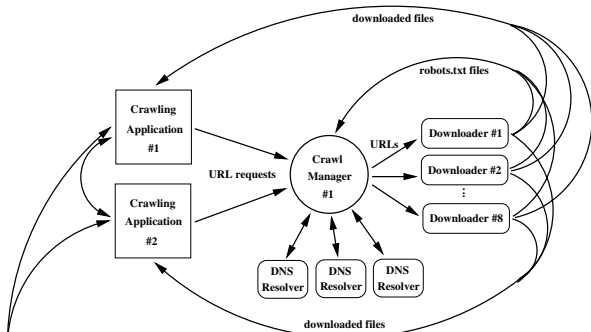 downloaded files
robots.txt files
Crawling
Application
#1
URL requests
Crawl
Manager
#1
URLs
Downloader #1
Downloader #2
⋮
Downloader #8
Crawling
Application
#2
DNS
Resolver
DNS
Resolver
DNS
Resolver
downloaded files